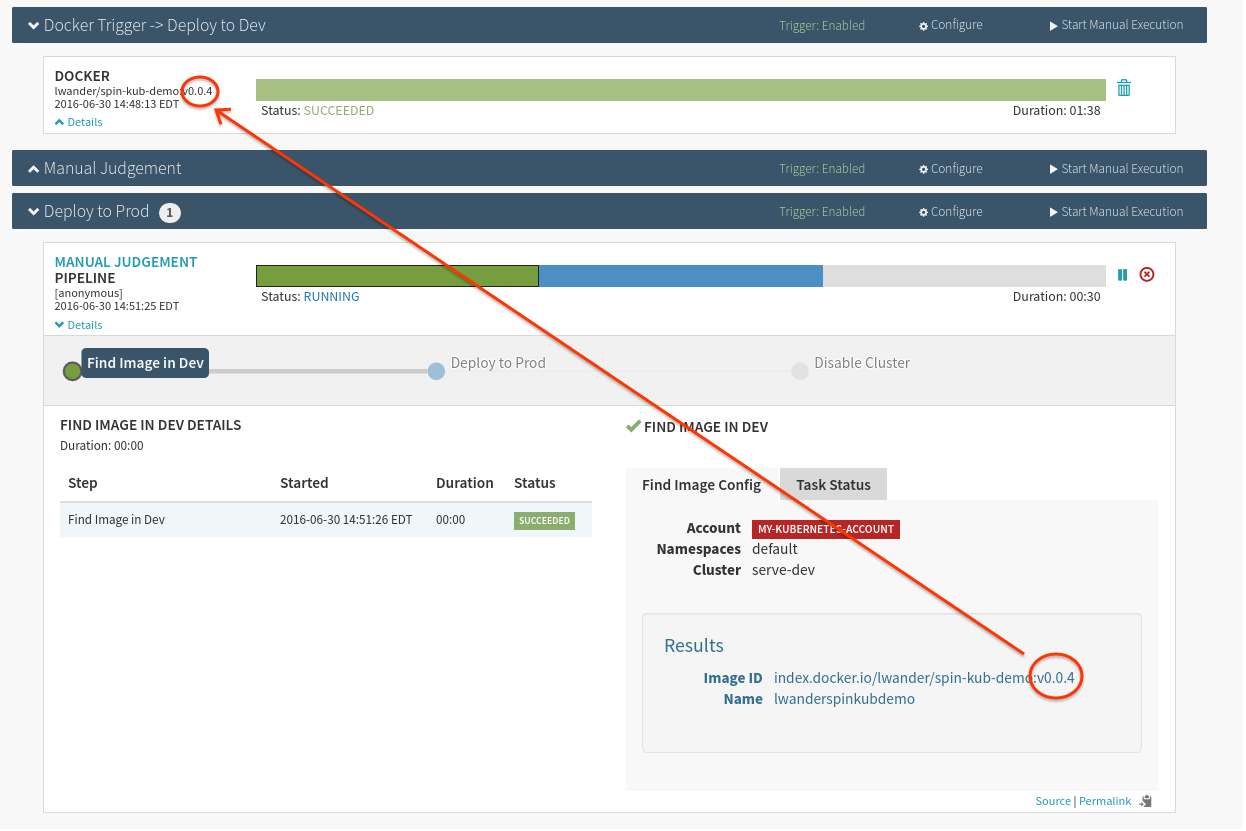 Docker Trigger -> Deploy to Dev Trigger: Enabled Configure Start Manual Execution
DOCKER
lwander/spin-kub-demo:v0.0.4
2016-06-30 14:48:13 EDT
Status: SUCCEEDED Duration: 01:38
Details
Manual Judgement Trigger: Enabled Configure Start Manual Execution
Deploy to Prod 1 Trigger: Enabled Configure Start Manual Execution
MANUAL JUDGEMENT
PIPELINE
[anonymous]
2016-06-30 14:51:25 EDT
Status: RUNNING Duration: 00:30
Details
Find Image in Dev Deploy to Prod Disable Cluster
FIND IMAGE IN DEV DETAILS
Duration: 00:00
Step Started Duration Status
Find Image in Dev 2016-06-30 14:51:26 EDT 00:00 SUCCEEDED
FIND IMAGE IN DEV
Find Image Config Task Status
Account MY-KUBERNETES-ACCOUNT
Namespaces default
Cluster serve-dev
Results
Image ID index.docker.io/lwander/spin-kub-demo:v0.0.4
Name lwanderspinkubdemo
Source | Permalink